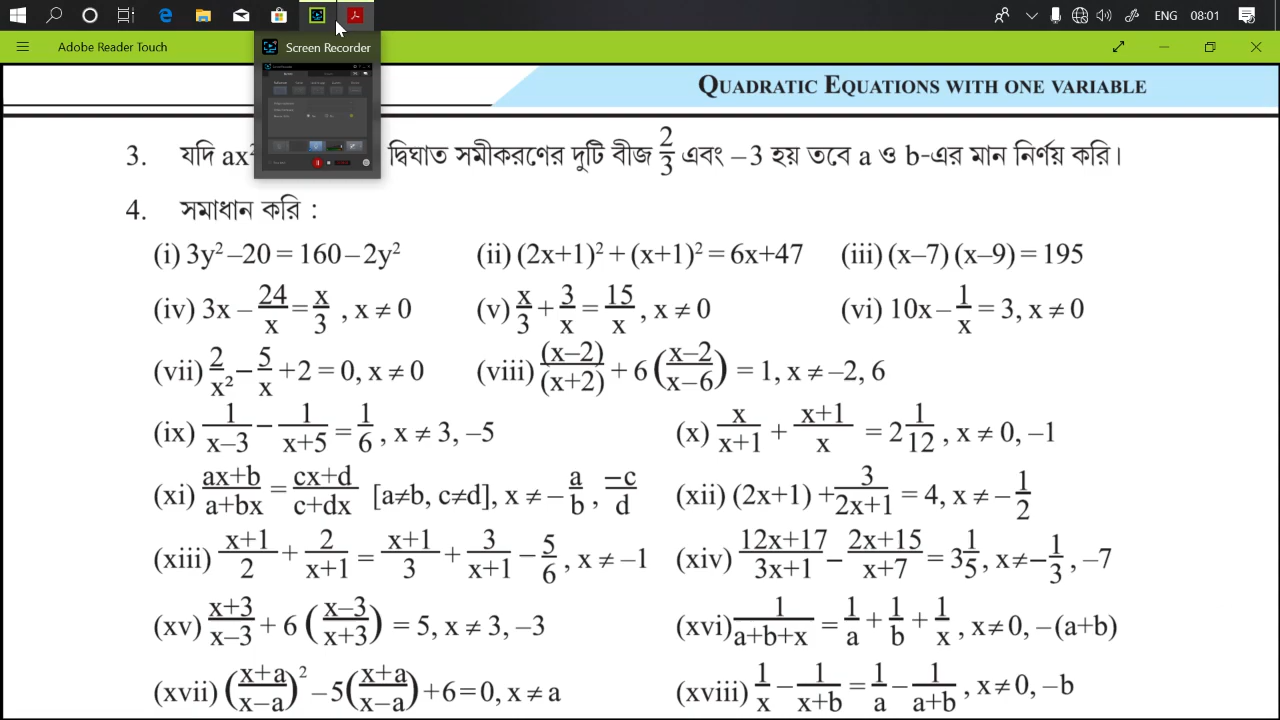 ENG 08:01
Adobe Reader Touch
Screen Recorder
QUADRATIC EQUATIONS WITH ONE VARIABLE
3. যদি ax² দ্বিঘাত সমীকরণের দুটি বীজ 2/3 এবং –3 হয় তবে a ও b-এর মান নির্ণয় করি।
4. সমাধান করি :
(i) 3y² –20 = 160 – 2y² (ii) (2x+1)² + (x+1)² = 6x+47 (iii) (x–7) (x–9) = 195
(iv) 3x – 24/x = x/3 , x ≠ 0 (v) x/3 + 3/x = 15/x , x ≠ 0 (vi) 10x – 1/x = 3, x ≠ 0
(vii) 2/x² – 5/x +2 = 0, x ≠ 0 (viii) (x–2)/(x+2) + 6 (x–2/x–6) = 1, x ≠ –2, 6
(ix) 1/x–3 – 1/x+5 = 1/6 , x ≠ 3, –5 (x) x/x+1 + x+1/x = 2 1/12 , x ≠ 0, –1
(xi) ax+b/a+bx = cx+d/c+dx [a≠b, c≠d], x ≠ – a/b , –c/d (xii) (2x+1) + 3/2x+1 = 4, x ≠ – 1/2
(xiii) x+1/2 + 2/x+1 = x+1/3 + 3/x+1 – 5/6 , x ≠ –1 (xiv) 12x+17/3x+1 – 2x+15/x+7 = 3 1/5, x≠– 1/3 , –7
(xv) x+3/x–3 + 6 (x–3/x+3) = 5, x ≠ 3, –3 (xvi) 1/a+b+x = 1/a + 1/b + 1/x , x≠0, –(a+b)
(xvii) (x+a/x–a)² – 5(x+a/x–a) +6=0, x ≠ a (xviii) 1/x – 1/x+b = 1/a – 1/a+b , x≠0, –b